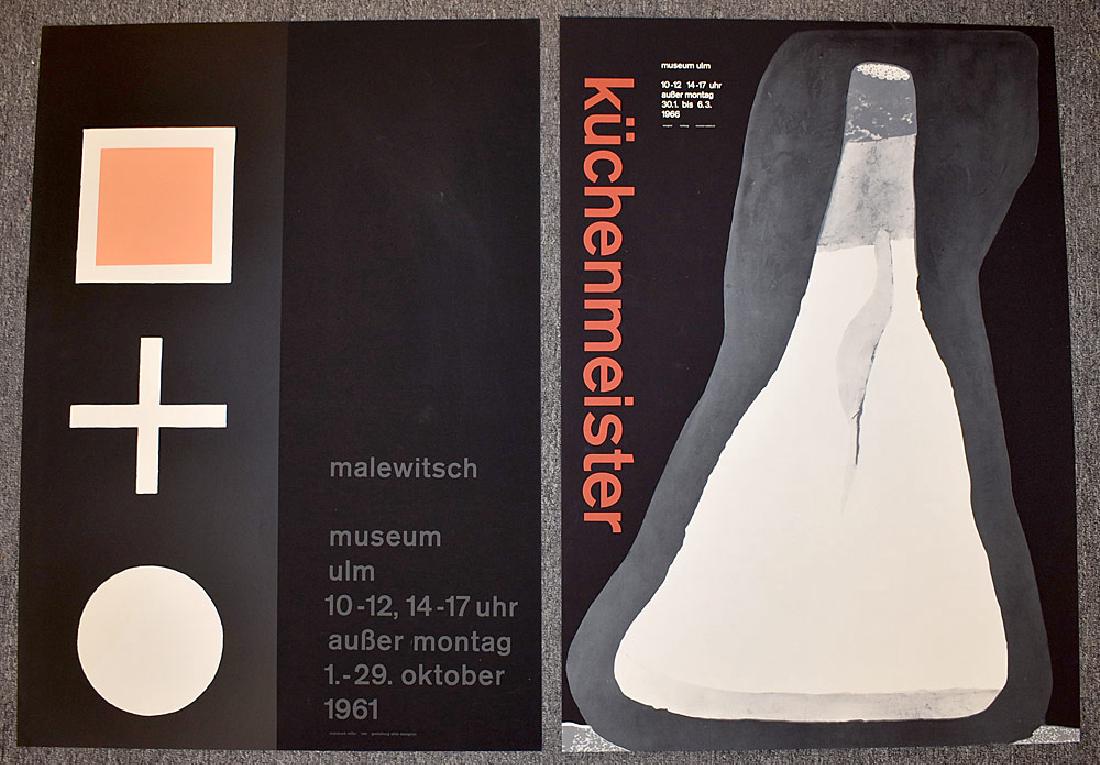 malewitsch
museum
ulm
10-12, 14-17 uhr
außer montag
1.-29. oktober
1961
küchenmeister
museum ulm
10-12 14-17 uhr
außer montag
30.1. bis 6.3.
1966